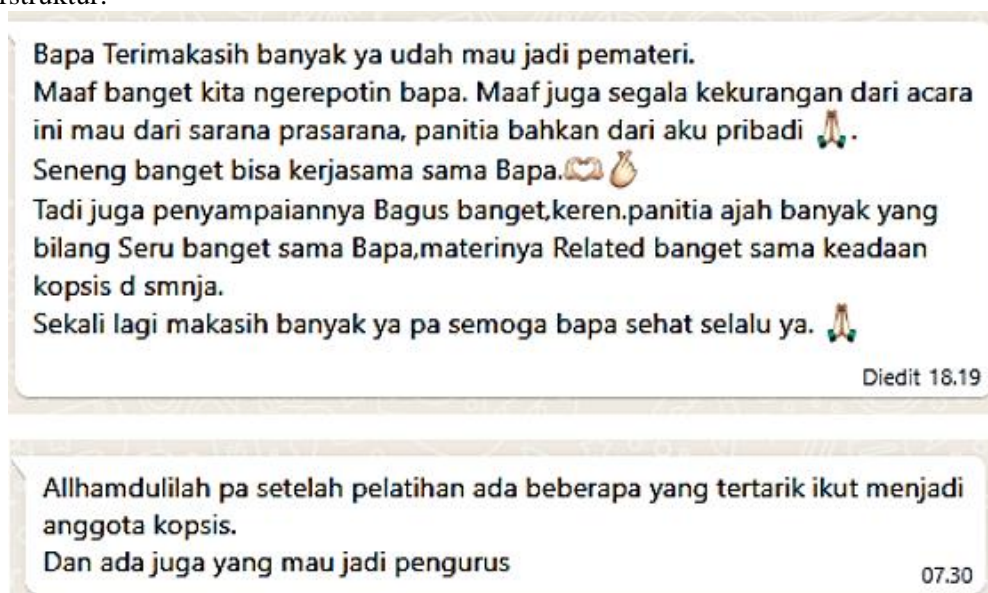 Bapa Terimakasih banyak ya udah mau jadi pemateri.
Maaf banget kita ngerepotin bapa. Maaf juga segala kekurangan dari acara
ini mau dari sarana prasarana, panitia bahkan dari aku pribadi 🙏🏻.
Seneng banget bisa kerjasama sama Bapa.🫶🏻🫰🏻
Tadi juga penyampaiannya Bagus banget,keren.panitia ajah banyak yang
bilang Seru banget sama Bapa,materinya Related banget sama keadaan
kopsis d smnja.
Sekali lagi makasih banyak ya pa semoga bapa sehat selalu ya. 🙏🏻
Diedit 18.19
Allhamdulilah pa setelah pelatihan ada beberapa yang tertarik ikut menjadi
anggota kopsis.
Dan ada juga yang mau jadi pengurus
07.30